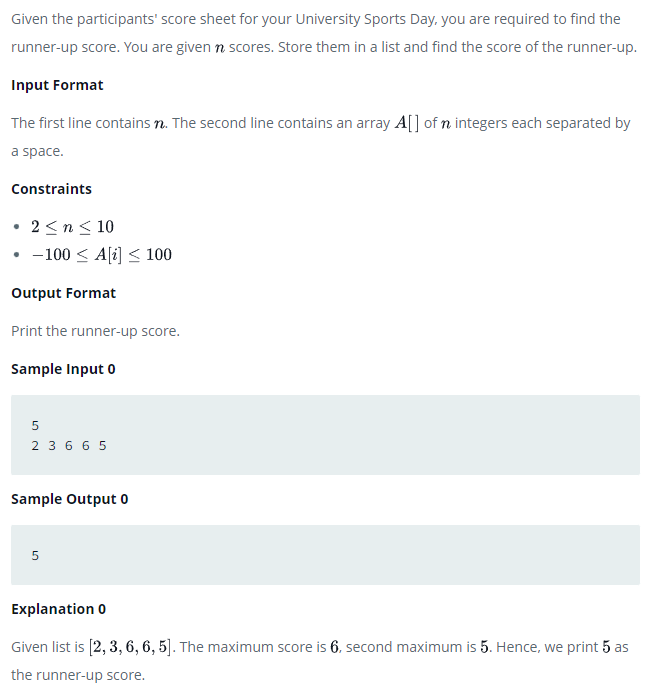 Given the participants' score sheet for your University Sports Day, you are required to find the
runner-up score. You are given n scores. Store them in a list and find the score of the runner-up.
Input Format
The first line contains n. The second line contains an array A[] of n integers each separated by
a space.
Constraints
• 2 ≤ n ≤ 10
• −100 ≤ A[i] ≤ 100
Output Format
Print the runner-up score.
Sample Input 0
5
2 3 6 6 5
Sample Output 0
5
Explanation 0
Given list is [2, 3, 6, 6, 5]. The maximum score is 6, second maximum is 5. Hence, we print 5 as
the runner-up score.